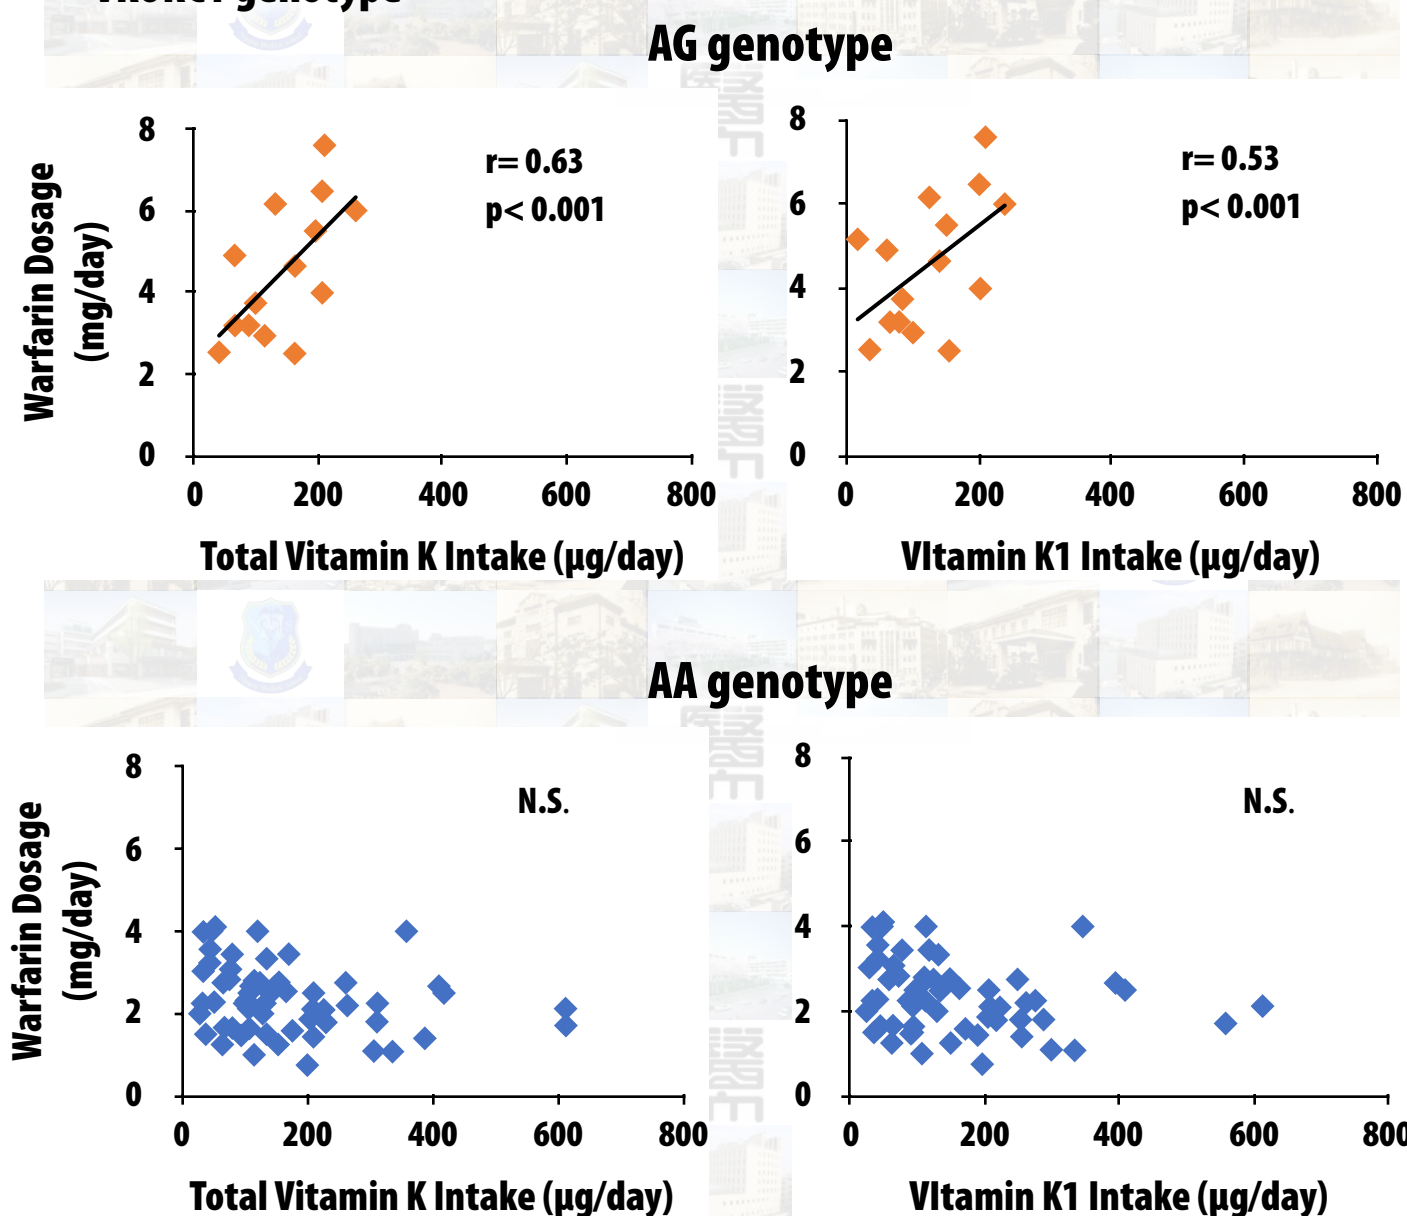 genotype
AG genotype
Warfarin Dosage
(mg/day)
8
6
4
2
0
r= 0.63
p< 0.001
0 200 400 600 800
Total Vitamin K Intake (μg/day)
8
6
4
2
0
r= 0.53
p< 0.001
0 200 400 600 800
VItamin K1 Intake (μg/day)
AA genotype
Warfarin Dosage
(mg/day)
8
6
4
2
0
N.S.
0 200 400 600 800
Total Vitamin K Intake (μg/day)
8
6
4
2
0
N.S.
0 200 400 600 800
VItamin K1 Intake (μg/day)